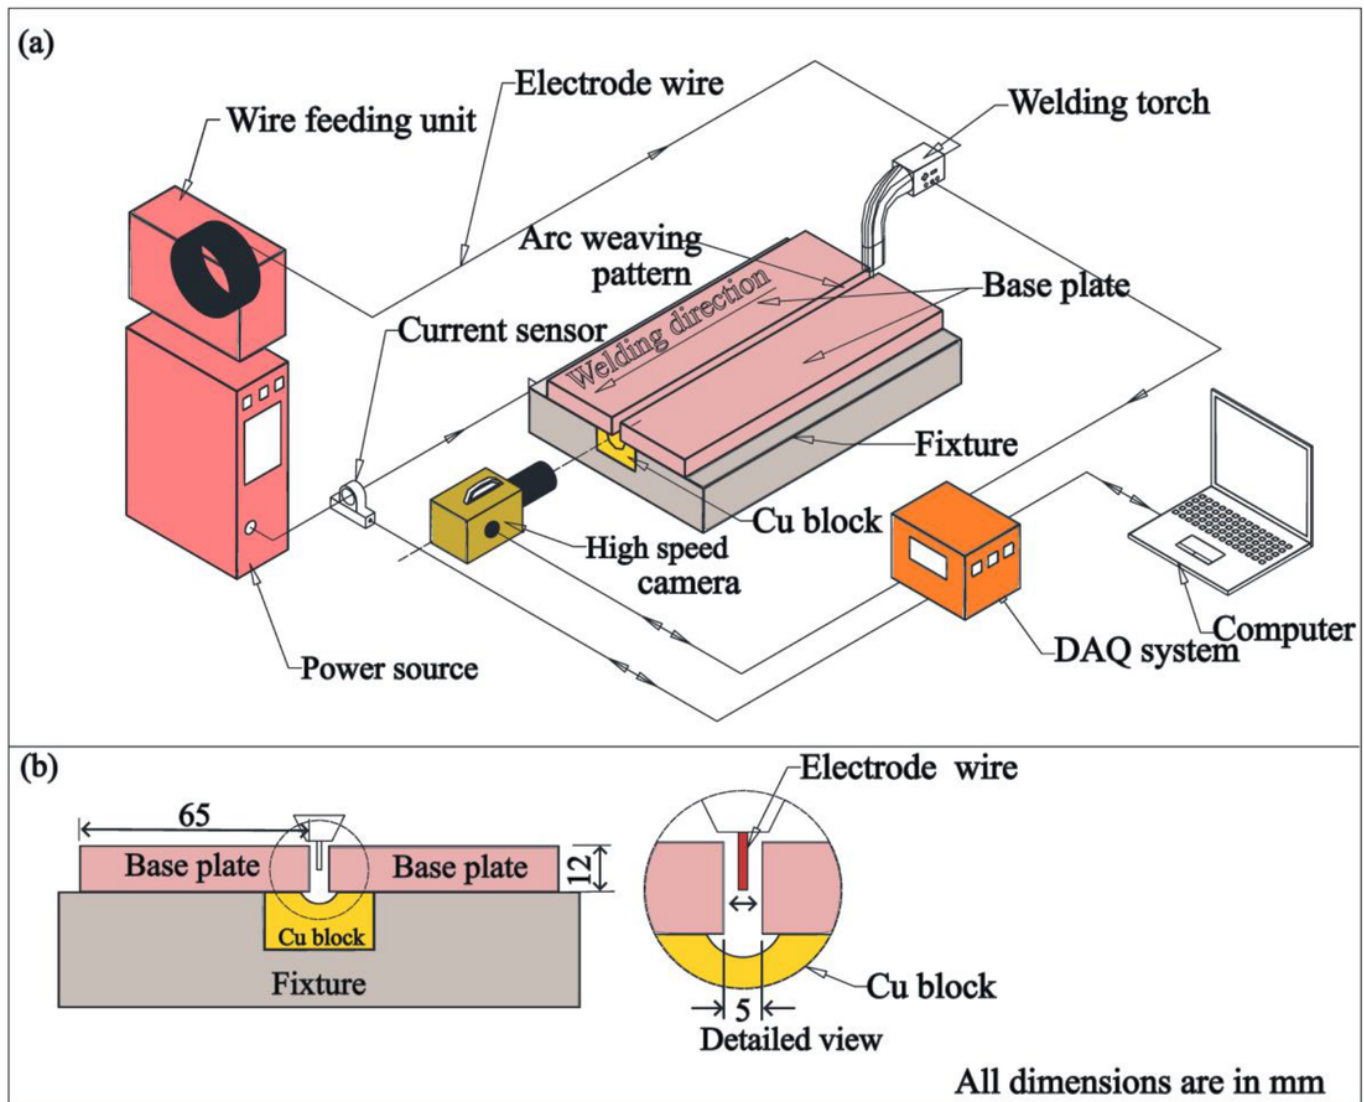 (a)
Electrode wire
Welding torch
Wire feeding unit
Arc weaving
pattern
Base plate
Welding direction
Current sensor
Fixture
Cu block
High speed
camera
Computer
DAQ system
Power source
(b)
Electrode wire
65
Base plate
Base plate
12
Cu block
Fixture
Cu block
5
Detailed view
All dimensions are in mm